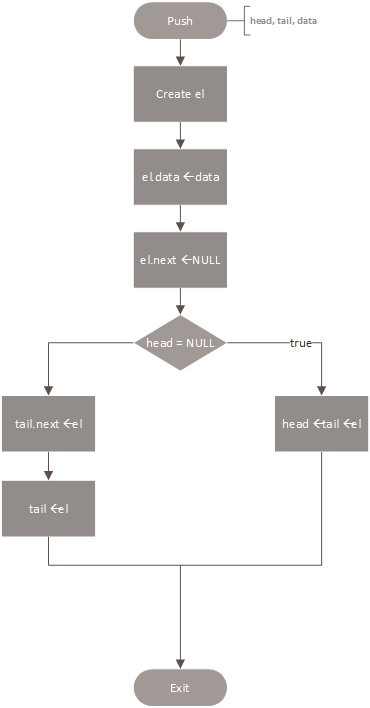 Push
head, tail, data
Create el
el.data ←data
el.next ←NULL
head = NULL
true
tail.next ←el
head ←tail ←el
tail ←el
Exit